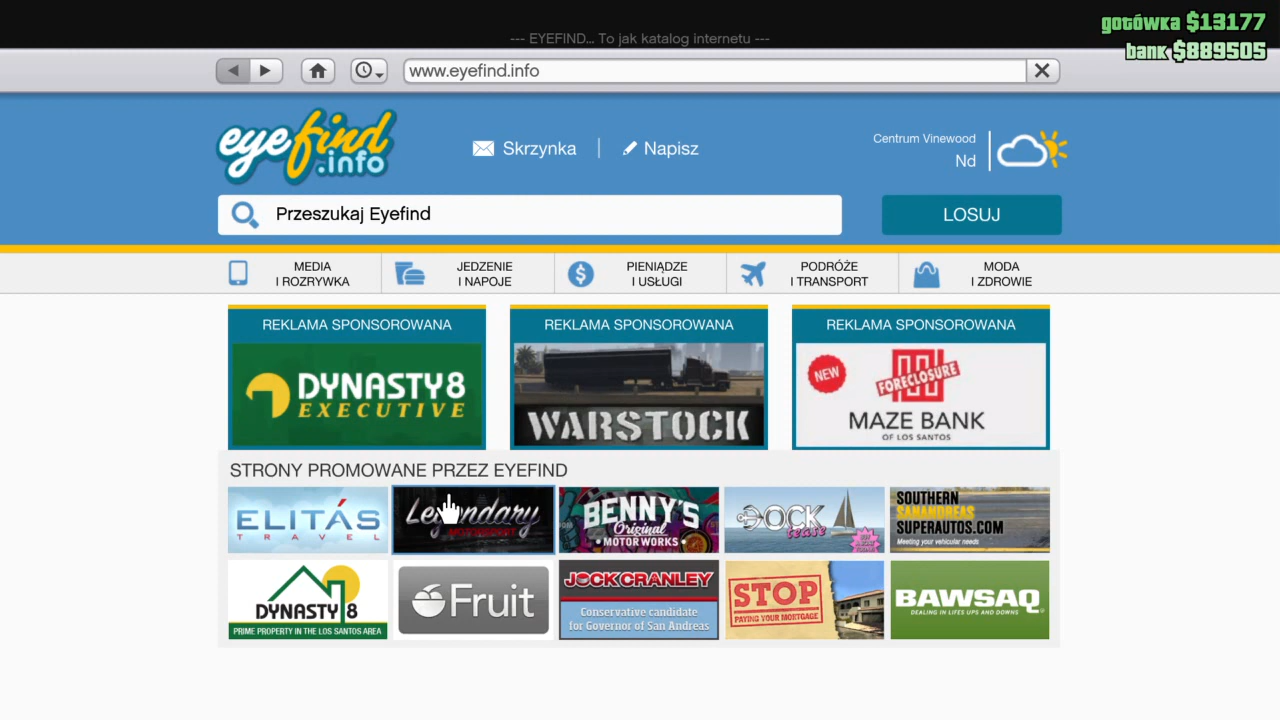 gotówka $13177
--- EYEFIND... To jak katalog internetu ---
bank $889505
www.eyefind.info
eyefind
.info
Skrzynka | Napisz
Centrum Vinewood
Nd
Przeszukaj Eyefind
LOSUJ
MEDIA
I ROZRYWKA
JEDZENIE
I NAPOJE
PIENIĄDZE
I USŁUGI
PODRÓŻE
I TRANSPORT
MODA
I ZDROWIE
REKLAMA SPONSOROWANA
DYNASTY8
EXECUTIVE
REKLAMA SPONSOROWANA
WARSTOCK
REKLAMA SPONSOROWANA
NEW
FORECLOSURE
MAZE BANK
OF LOS SANTOS
STRONY PROMOWANE PRZEZ EYEFIND
ELITÁS
TRAVEL
Legendary
MOTORSPORT
BENNY'S
Original
MOTOR WORKS
DOCK
tease
SOUTHERN
SANANDREAS
SUPERAUTOS.COM
Meeting your vehicular needs
DYNASTY 8
PRIME PROPERTY IN THE LOS SANTOS AREA
Fruit
JOCK CRANLEY
Conservative candidate
for Governor of San Andreas
STOP
PAYING YOUR MORTGAGE
BAWSAQ
DEALING IN LIFES UPS AND DOWNS